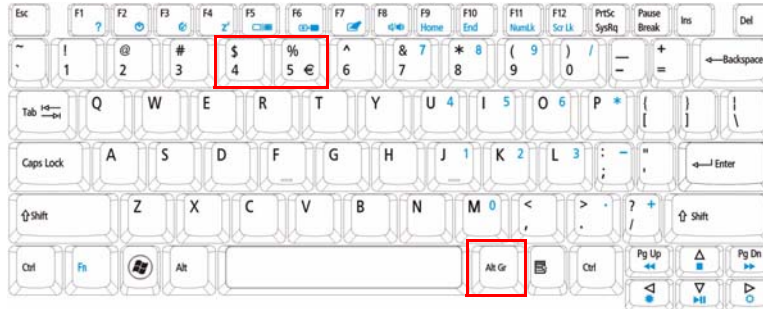 Esc F1 ? F2 F3 F4 z F5 F6 F7 F8 F9 Home F10 End F11 NumLk F12 Scr Lk PrtSc SysRq Pause Break Ins Del
~ ` ! 1 @ 2 # 3 $ 4 % 5 € ^ 6 & 7 7 * 8 8 ( 9 9 ) 0 / _ - + = Backspace
Tab Q W E R T Y U 4 I 5 O 6 P * { [ } ] | \
Caps Lock A S D F G H J 1 K 2 L 3 : ; - " ' Enter
Shift Z X C V B N M 0 < , > . . ? / + Shift
Ctrl Fn Alt Alt Gr Ctrl Pg Up Pg Dn